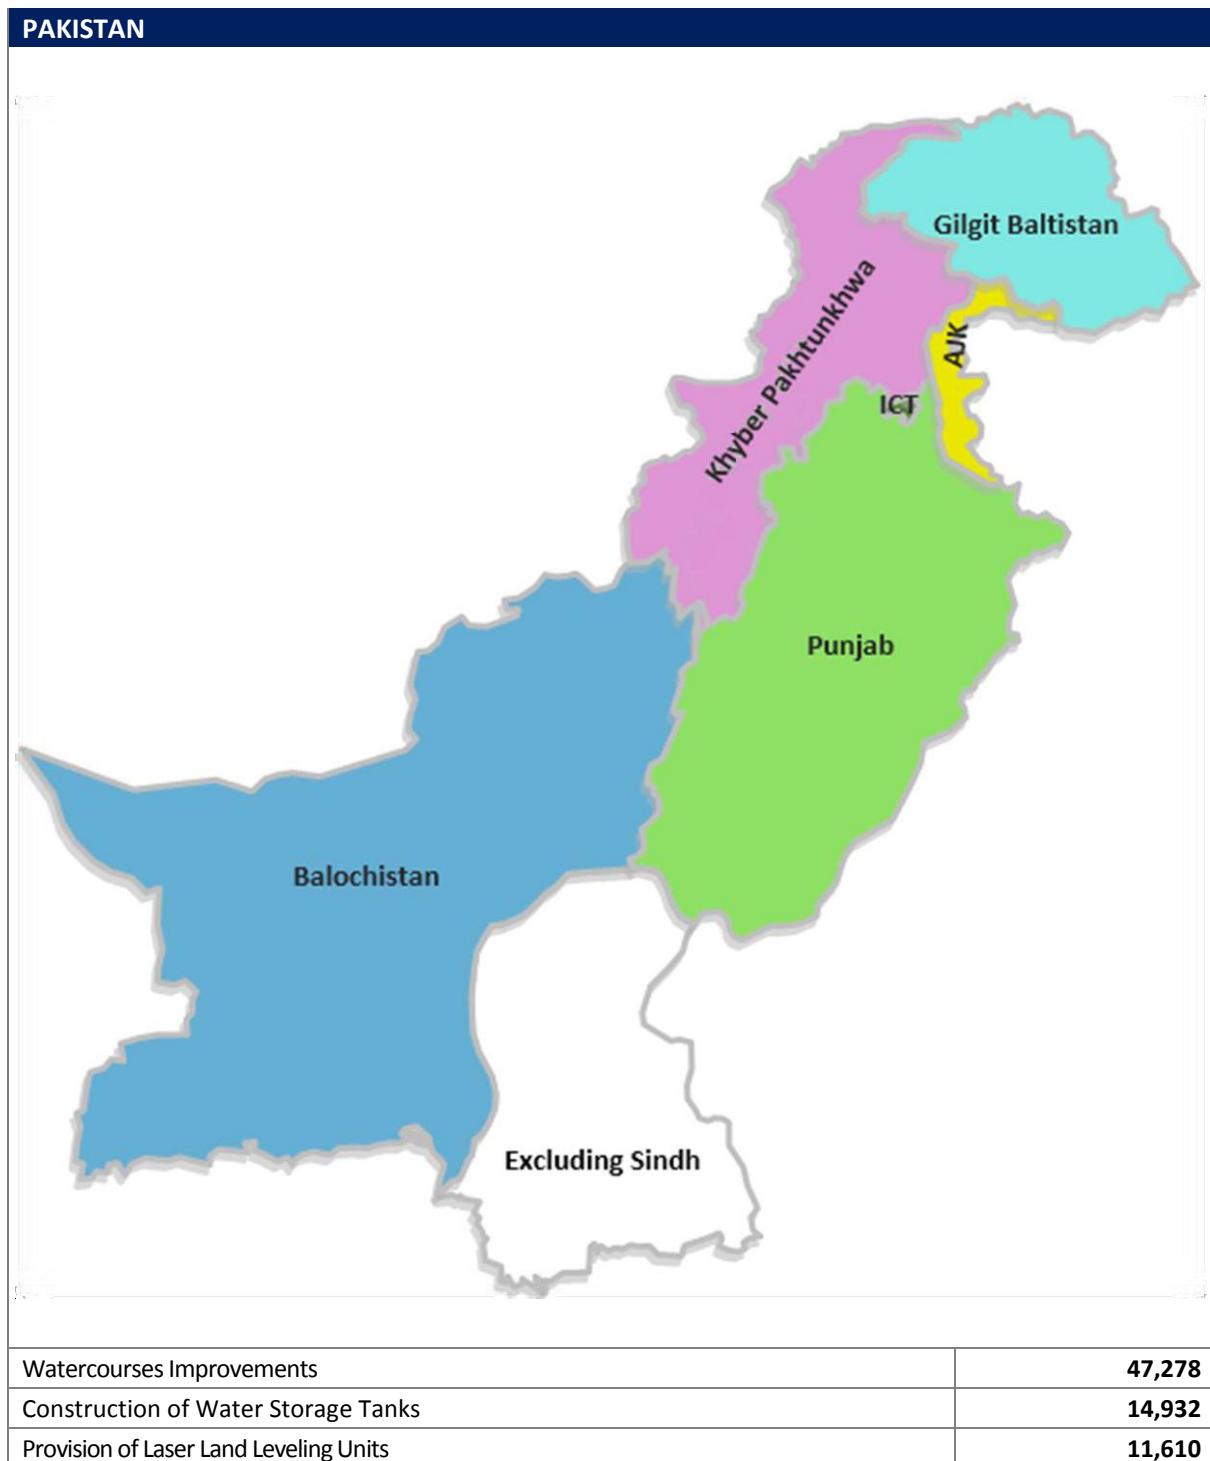 PAKISTAN
Gilgit Baltistan
Khyber Pakhtunkhwa
AJK
ICT
Punjab
Balochistan
Excluding Sindh
Watercourses Improvements 47,278
Construction of Water Storage Tanks 14,932
Provision of Laser Land Leveling Units 11,610